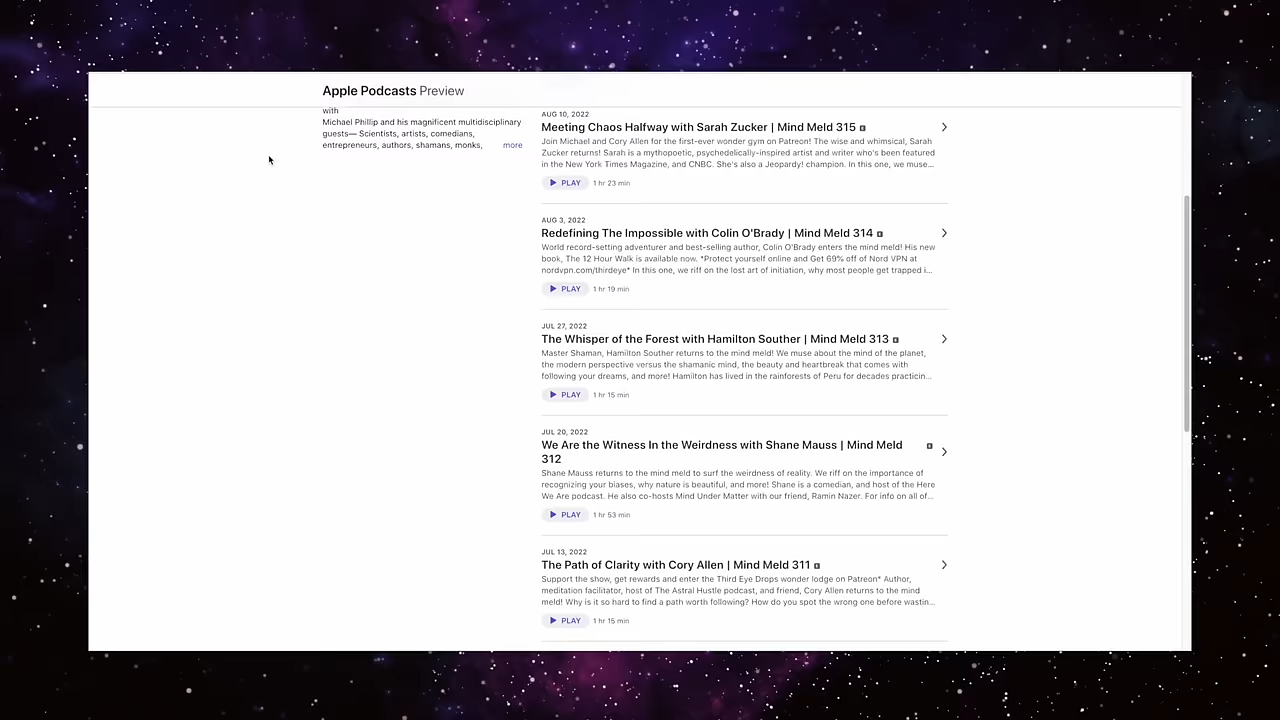 Apple Podcasts Preview
with
Michael Phillip and his magnificent multidisciplinary
guests— Scientists, artists, comedians,
entrepreneurs, authors, shamans, monks,
more
AUG 10, 2022
Meeting Chaos Halfway with Sarah Zucker | Mind Meld 315
Join Michael and Cory Allen for the first-ever wonder gym on Patreon! The wise and whimsical, Sarah
Zucker returns! Sarah is a mythopoetic, psychedelically-inspired artist and writer who's been featured
in the New York Times Magazine, and CNBC. She's also a Jeopardy! champion. In this one, we muse...
PLAY 1 hr 23 min
AUG 3, 2022
Redefining The Impossible with Colin O'Brady | Mind Meld 314
World record-setting adventurer and best-selling author, Colin O'Brady enters the mind meld! His new
book, The 12 Hour Walk is available now. *Protect yourself online and Get 69% off of Nord VPN at
nordvpn.com/thirdeye* In this one, we riff on the lost art of initiation, why most people get trapped i...
PLAY 1 hr 19 min
JUL 27, 2022
The Whisper of the Forest with Hamilton Souther | Mind Meld 313
Master Shaman, Hamilton Souther returns to the mind meld! We muse about the mind of the planet,
the modern perspective versus the shamanic mind, the beauty and heartbreak that comes with
following your dreams, and more! Hamilton has lived in the rainforests of Peru for decades practicin...
PLAY 1 hr 15 min
JUL 20, 2022
We Are the Witness In the Weirdness with Shane Mauss | Mind Meld
312
Shane Mauss returns to the mind meld to surf the weirdness of reality. We riff on the importance of
recognizing your biases, why nature is beautiful, and more! Shane is a comedian, and host of the Here
We Are podcast. He also co-hosts Mind Under Matter with our friend, Ramin Nazer. For info on all of...
PLAY 1 hr 53 min
JUL 13, 2022
The Path of Clarity with Cory Allen | Mind Meld 311
Support the show, get rewards and enter the Third Eye Drops wonder lodge on Patreon* Author,
meditation facilitator, host of The Astral Hustle podcast, and friend, Cory Allen returns to the mind
meld! Why is it so hard to find a path worth following? How do you spot the wrong one before wastin...
PLAY 1 hr 15 min